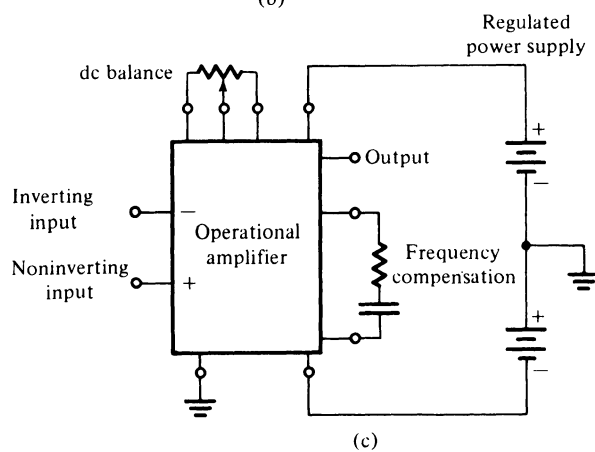 (b)
Regulated
power supply
dc balance
+
Output
−
Inverting
input
−
Operational
amplifier
Frequency
compensation
Noninverting
input
+
+
−
(c)